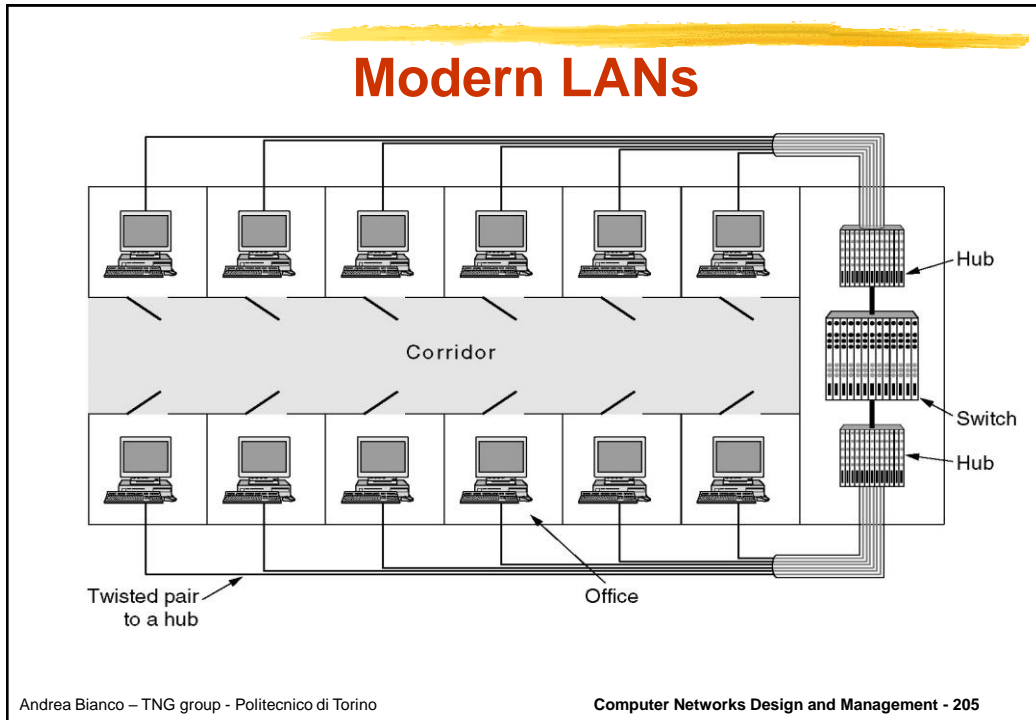 Modern LANs
Hub
Corridor
Switch
Hub
Twisted pair
to a hub
Office
Andrea Bianco – TNG group - Politecnico di Torino
Computer Networks Design and Management - 205